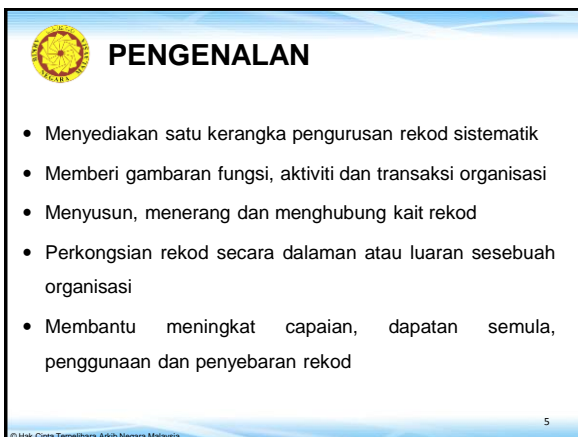 PENGENALAN
• Menyediakan satu kerangka pengurusan rekod sistematik
• Memberi gambaran fungsi, aktiviti dan transaksi organisasi
• Menyusun, menerang dan menghubung kait rekod
• Perkongsian rekod secara dalaman atau luaran sesebuah
organisasi
• Membantu meningkat capaian, dapatan semula,
penggunaan dan penyebaran rekod
5
© Hak Cipta Terpelihara Arkib Negara Malaysia